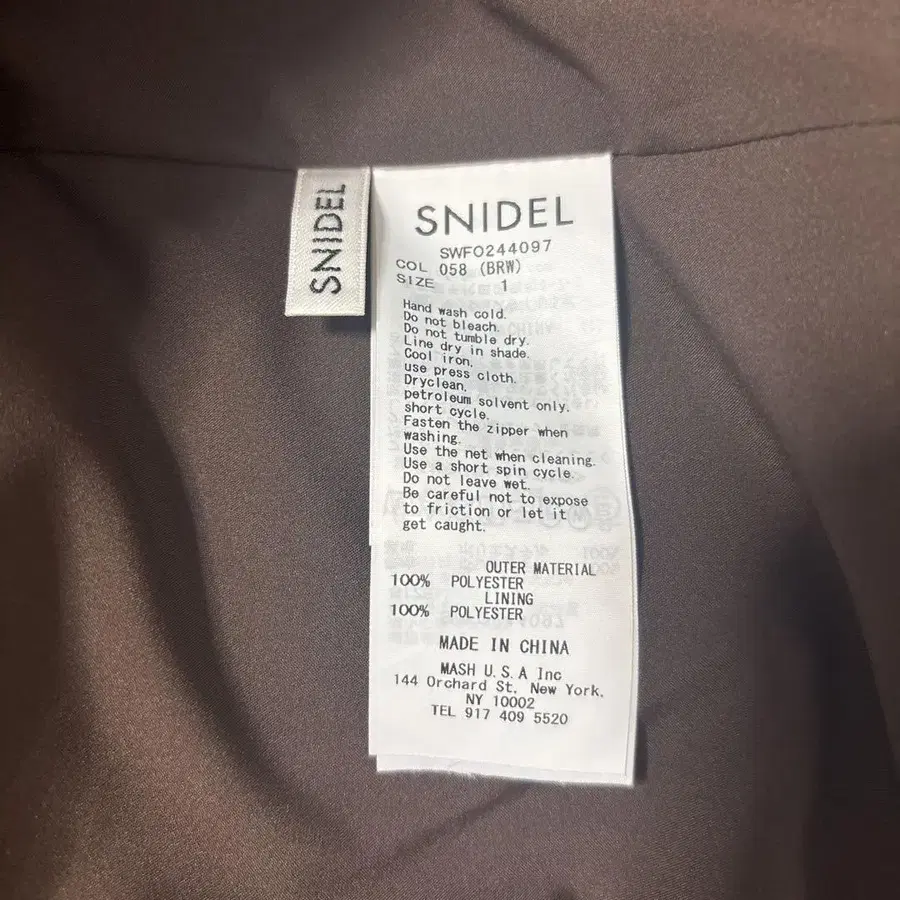 SNIDEL
SNIDEL
SWFO244097
COL 058 (BRW)
SIZE 1
Hand wash cold.
Do not bleach.
Do not tumble dry.
Line dry in shade.
Cool iron,
use press cloth.
Dryclean,
petroleum solvent only.
short cycle.
Fasten the zipper when
washing.
Use the net when cleaning.
Use a short spin cycle.
Do not leave wet.
Be careful not to expose
to friction or let it
get caught.
OUTER MATERIAL
100% POLYESTER
LINING
100% POLYESTER
MADE IN CHINA
MASH U.S.A Inc
144 Orchard St, New York,
NY 10002
TEL 917 409 5520